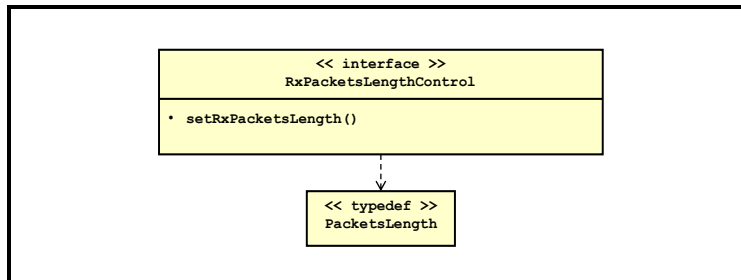 << interface >>
RxPacketsLengthControl
• setRxPacketsLength()
<< typedef >>
PacketsLength